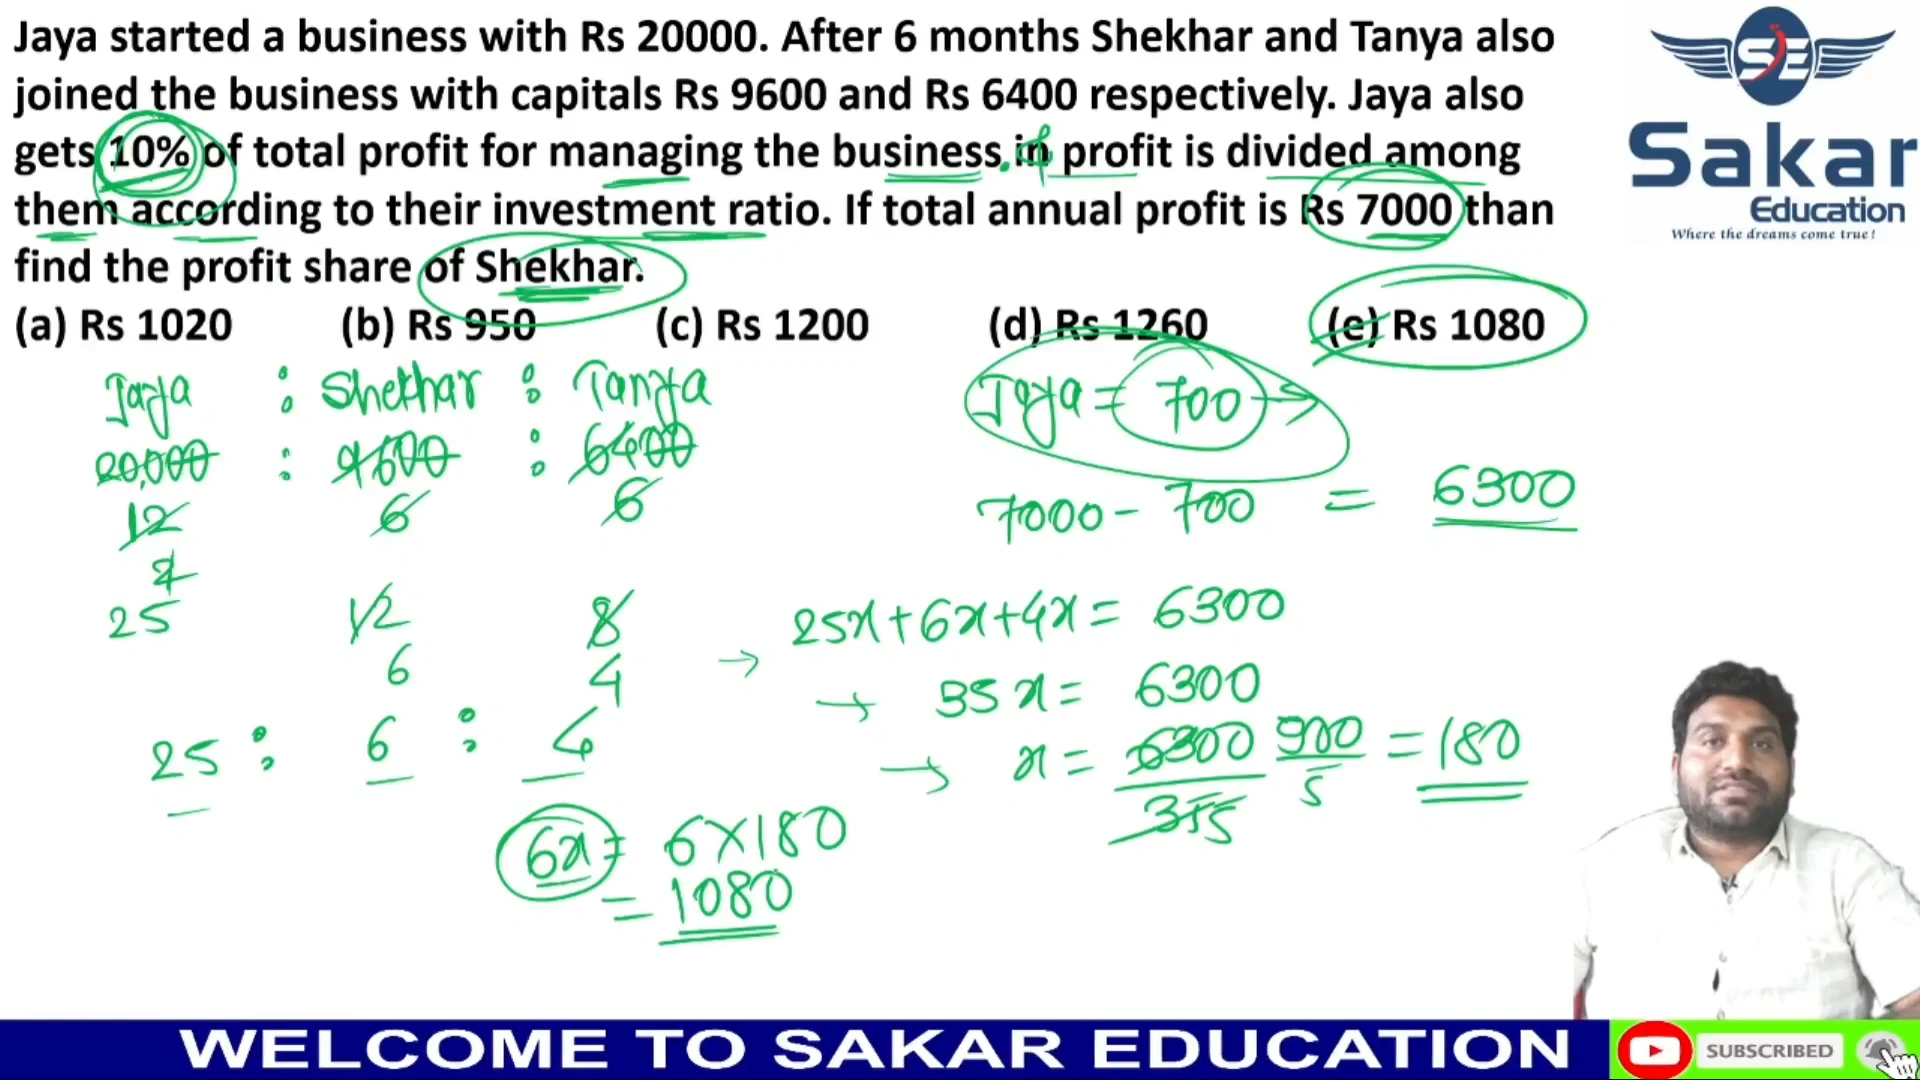 Jaya started a business with Rs 20000. After 6 months Shekhar and Tanya also
joined the business with capitals Rs 9600 and Rs 6400 respectively. Jaya also
gets 10% of total profit for managing the business. if profit is divided among
them according to their investment ratio. If total annual profit is Rs 7000 than
find the profit share of Shekhar.
(a) Rs 1020 (b) Rs 950 (c) Rs 1200 (d) Rs 1260 (e) Rs 1080
SE
Sakar
Education
Where the dreams come true!
Jaya : Shekhar : Tanya
20,000 : 9600 : 6400
12 6 6
2
25 12 8
6 4
25 : 6 : 4
Jaya = 700 →
7000 - 700 = 6300
→ 25x + 6x + 4x = 6300
→ 35x = 6300
→ x = 6300/355 900/5 = 180
6x = 6×180
= 1080
WELCOME TO SAKAR EDUCATION
SUBSCRIBED